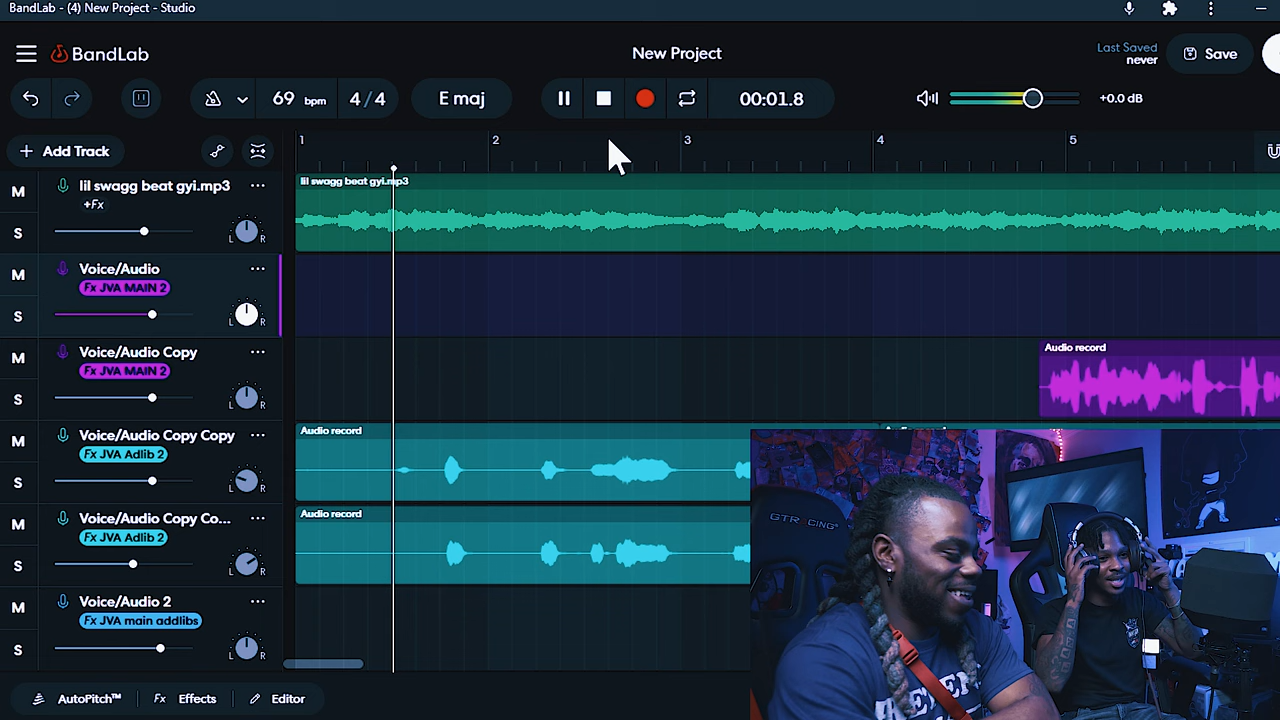 BandLab - (4) New Project - Studio
BandLab
New Project
Last Saved
never
Save
69 bpm
4/4
E maj
00:01.8
+0.0 dB
+ Add Track
1 2 3 4 5
M
S
lil swagg beat gyi.mp3
+Fx
L R
lil swagg beat gyi.mp3
M
S
Voice/Audio
Fx JVA MAIN 2
L R
M
S
Voice/Audio Copy
Fx JVA MAIN 2
L R
Audio record
M
S
Voice/Audio Copy Copy
Fx JVA Adlib 2
L R
Audio record
M
S
Voice/Audio Copy Co...
Fx JVA Adlib 2
L R
Audio record
M
S
Voice/Audio 2
Fx JVA main addlibs
L R
AutoPitch™
Fx Effects
Editor
GTRACING